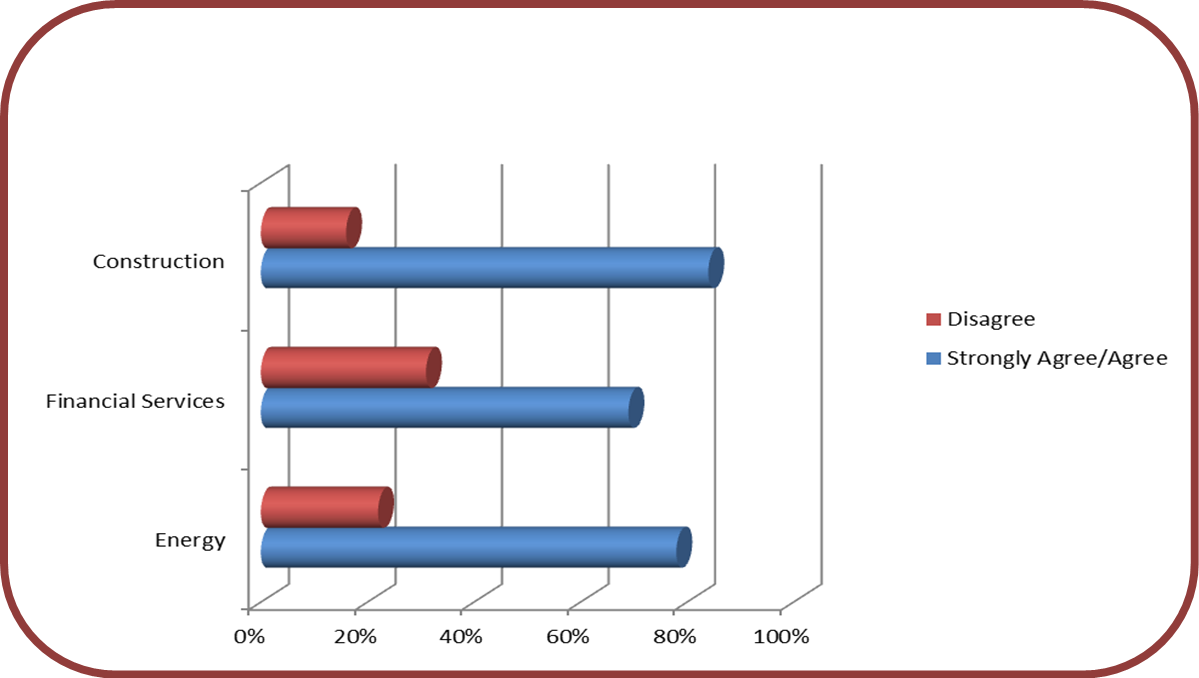 Construction
Financial Services
Energy
0% 20% 40% 60% 80% 100%
Disagree
Strongly Agree/Agree